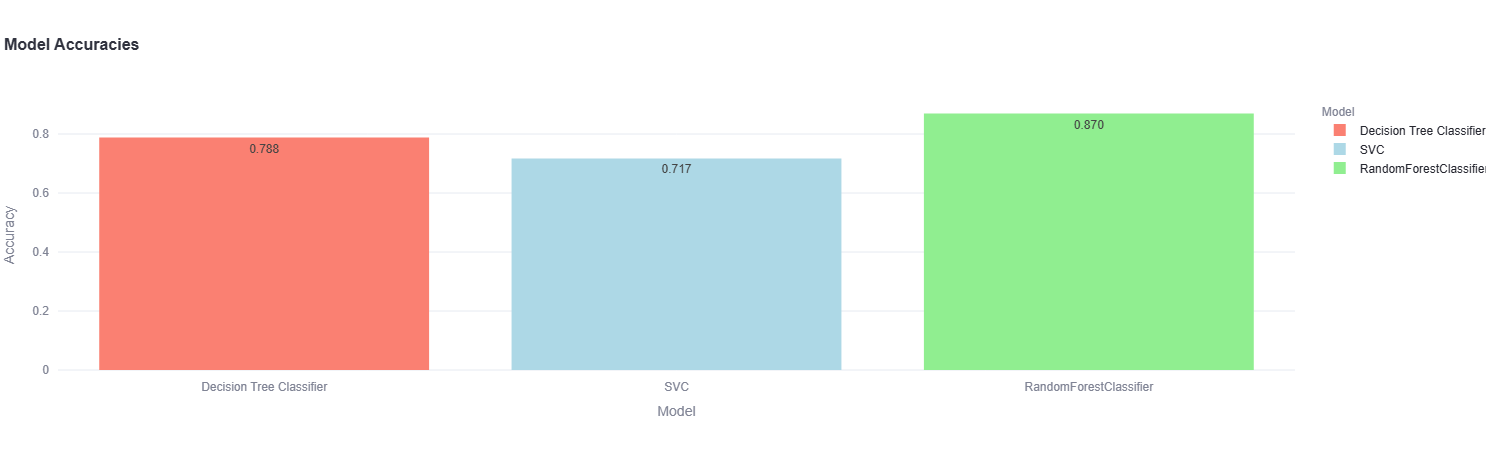 Model Accuracies
Accuracy
0.8
0.6
0.4
0.2
0
0.788
0.717
0.870
Decision Tree Classifier
SVC
RandomForestClassifier
Model
Model
Decision Tree Classifier
SVC
RandomForestClassifier